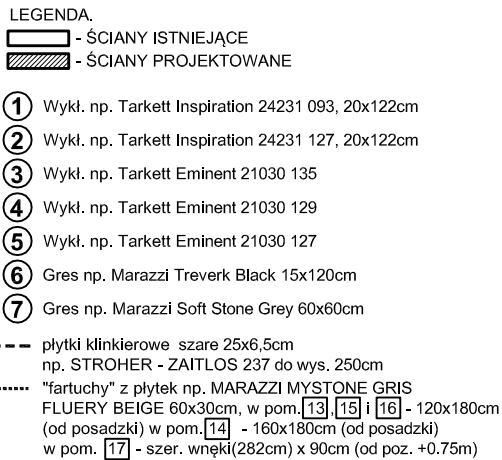 LEGENDA.
- ŚCIANY ISTNIEJĄCE
- ŚCIANY PROJEKTOWANE
1 Wykł. np. Tarkett Inspiration 24231 093, 20x122cm
2 Wykł. np. Tarkett Inspiration 24231 127, 20x122cm
3 Wykł. np. Tarkett Eminent 21030 135
4 Wykł. np. Tarkett Eminent 21030 129
5 Wykł. np. Tarkett Eminent 21030 127
6 Gres np. Marazzi Treverk Black 15x120cm
7 Gres np. Marazzi Soft Stone Grey 60x60cm
płytki klinkierowe szare 25x6,5cm
np. STROHER - ZAITLOS 237 do wys. 250cm
"fartuchy" z płytek np. MARAZZI MYSTONE GRIS
FLUERY BEIGE 60x30cm, w pom. 13, 15 i 16 - 120x180cm
(od posadzki) w pom. 14 - 160x180cm (od posadzki)
w pom. 17 - szer. wnęki(282cm) x 90cm (od poz. +0.75m)